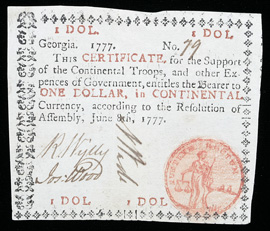 1 DOL. 1 DOL.
Georgia. 1777. No. 79
THIS CERTIFICATE, for the Support
of the Continental Troops, and other Ex-
pences of Government, entitles the Bearer to
ONE DOLLAR, in CONTINENTAL
Currency, according to the Resolution of
Assembly. June 8th, 1777.
R Wylly
1 DOL 1 DOL